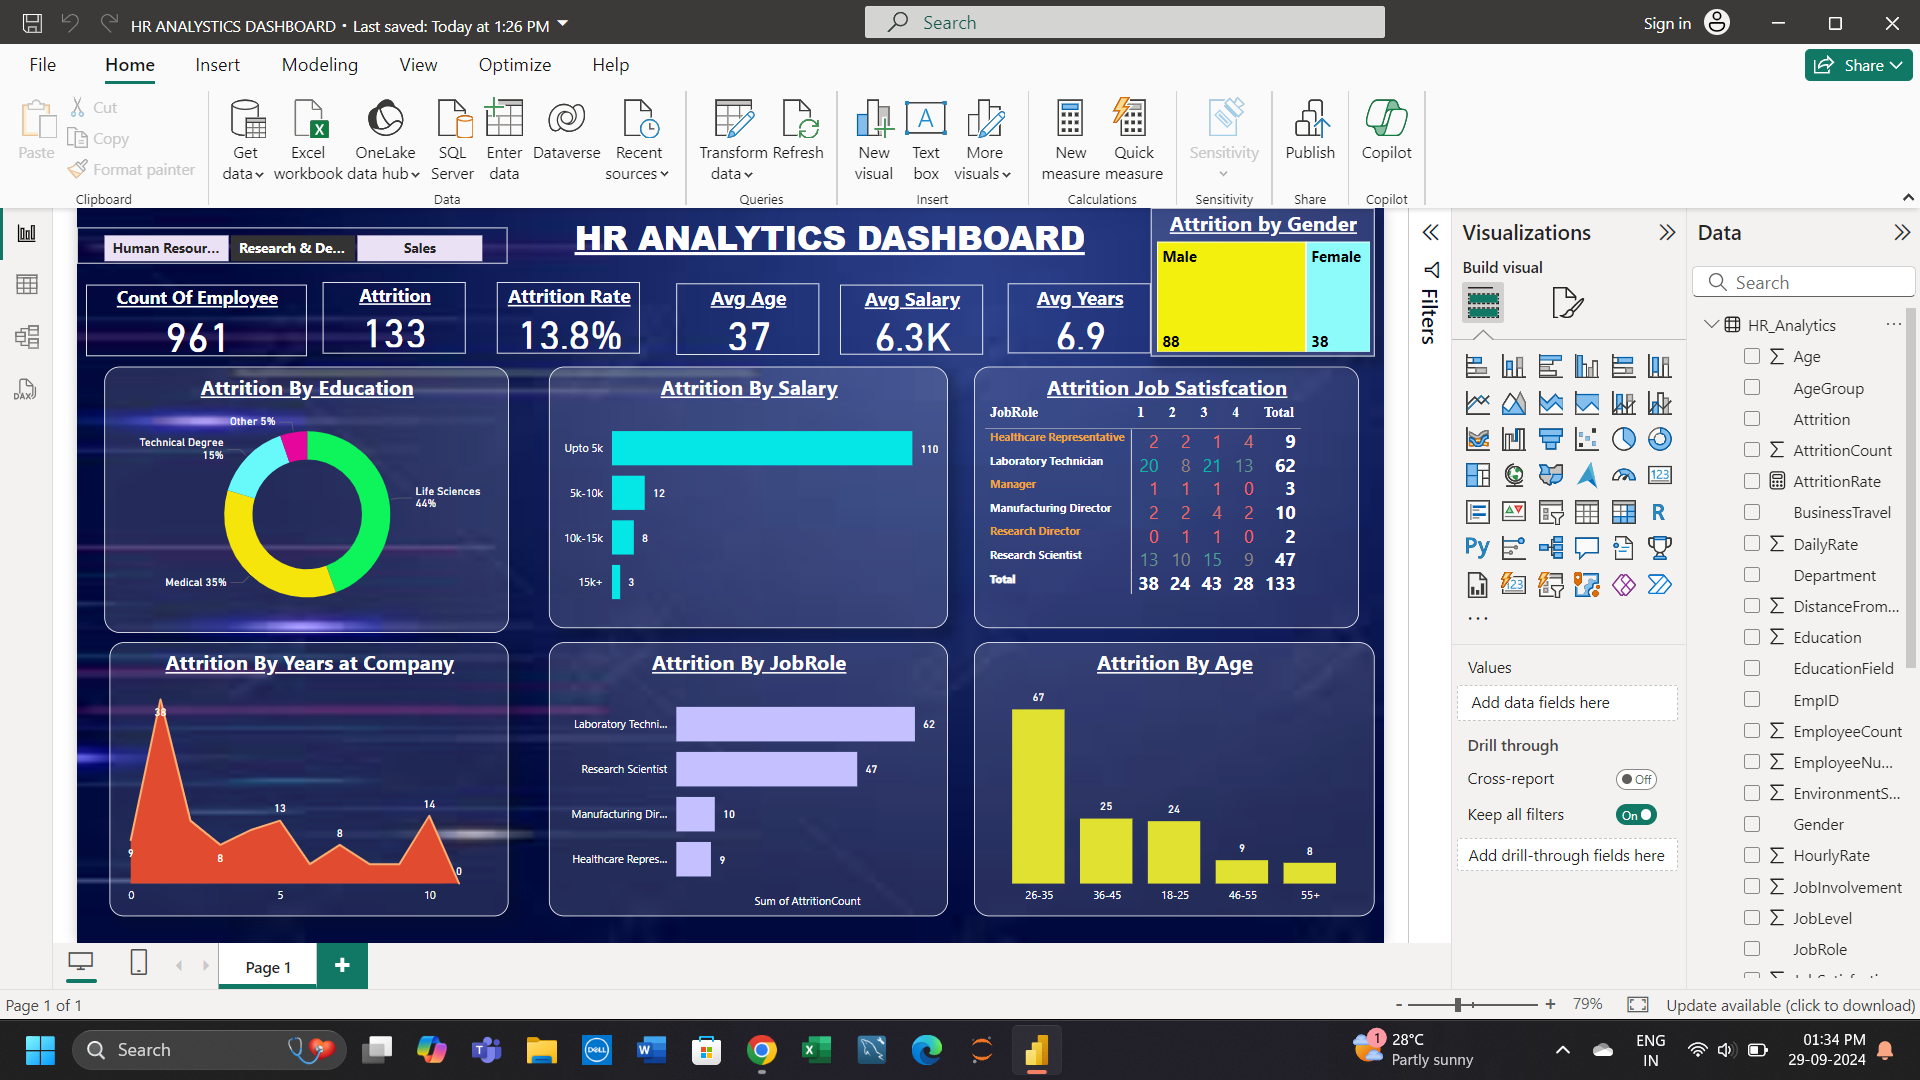 HR ANALYSTICS DASHBOARD • Last saved: Today at 1:26 PM
Search
Sign in
File
Home
Insert
Modeling
View
Optimize
Help
Share
Paste
Cut
Copy
Format painter
Clipboard
Get data
Excel workbook
OneLake data hub
SQL Server
Enter data
Dataverse
Recent sources
Data
Transform data
Refresh
Queries
New visual
Text box
More visuals
Insert
New measure
Quick measure
Calculations
Sensitivity
Sensitivity
Publish
Share
Copilot
Copilot
Human Resour...
Research & De...
Sales
HR ANALYTICS DASHBOARD
Attrition by Gender
Male
88
Female
38
Count Of Employee
961
Attrition
133
Attrition Rate
13.8%
Avg Age
37
Avg Salary
6.3K
Avg Years
6.9
Attrition By Education
Other 5%
Technical Degree
15%
Life Sciences
44%
Medical 35%
Attrition By Salary
Upto 5k 110
5k-10k 12
10k-15k 8
15k+ 3
Attrition Job Satisfcation
JobRole 1 2 3 4 Total
Healthcare Representative 2 2 1 4 9
Laboratory Technician 20 8 21 13 62
Manager 1 1 1 0 3
Manufacturing Director 2 2 4 2 10
Research Director 0 1 1 0 2
Research Scientist 13 10 15 9 47
Total 38 24 43 28 133
Attrition By Years at Company
38
13
14
8
9
8
0
0 5 10
Attrition By JobRole
Laboratory Techni... 62
Research Scientist 47
Manufacturing Dir... 10
Healthcare Repres... 9
Sum of AttritionCount
Attrition By Age
67
25
24
9
8
26-35 36-45 18-25 46-55 55+
Filters
Visualizations
Build visual
123
R
Py
123
Values
Add data fields here
Drill through
Cross-report
Off
Keep all filters
On
Add drill-through fields here
Data
Search
HR_Analytics
Age
AgeGroup
Attrition
AttritionCount
AttritionRate
BusinessTravel
DailyRate
Department
DistanceFrom...
Education
EducationField
EmpID
EmployeeCount
EmployeeNu...
EnvironmentS...
Gender
HourlyRate
JobInvolvement
JobLevel
JobRole
DAX
Page 1
Page 1 of 1
79%
Update available (click to download)
Search
DELL
28°C
Partly sunny
1
ENG
IN
01:34 PM
29-09-2024